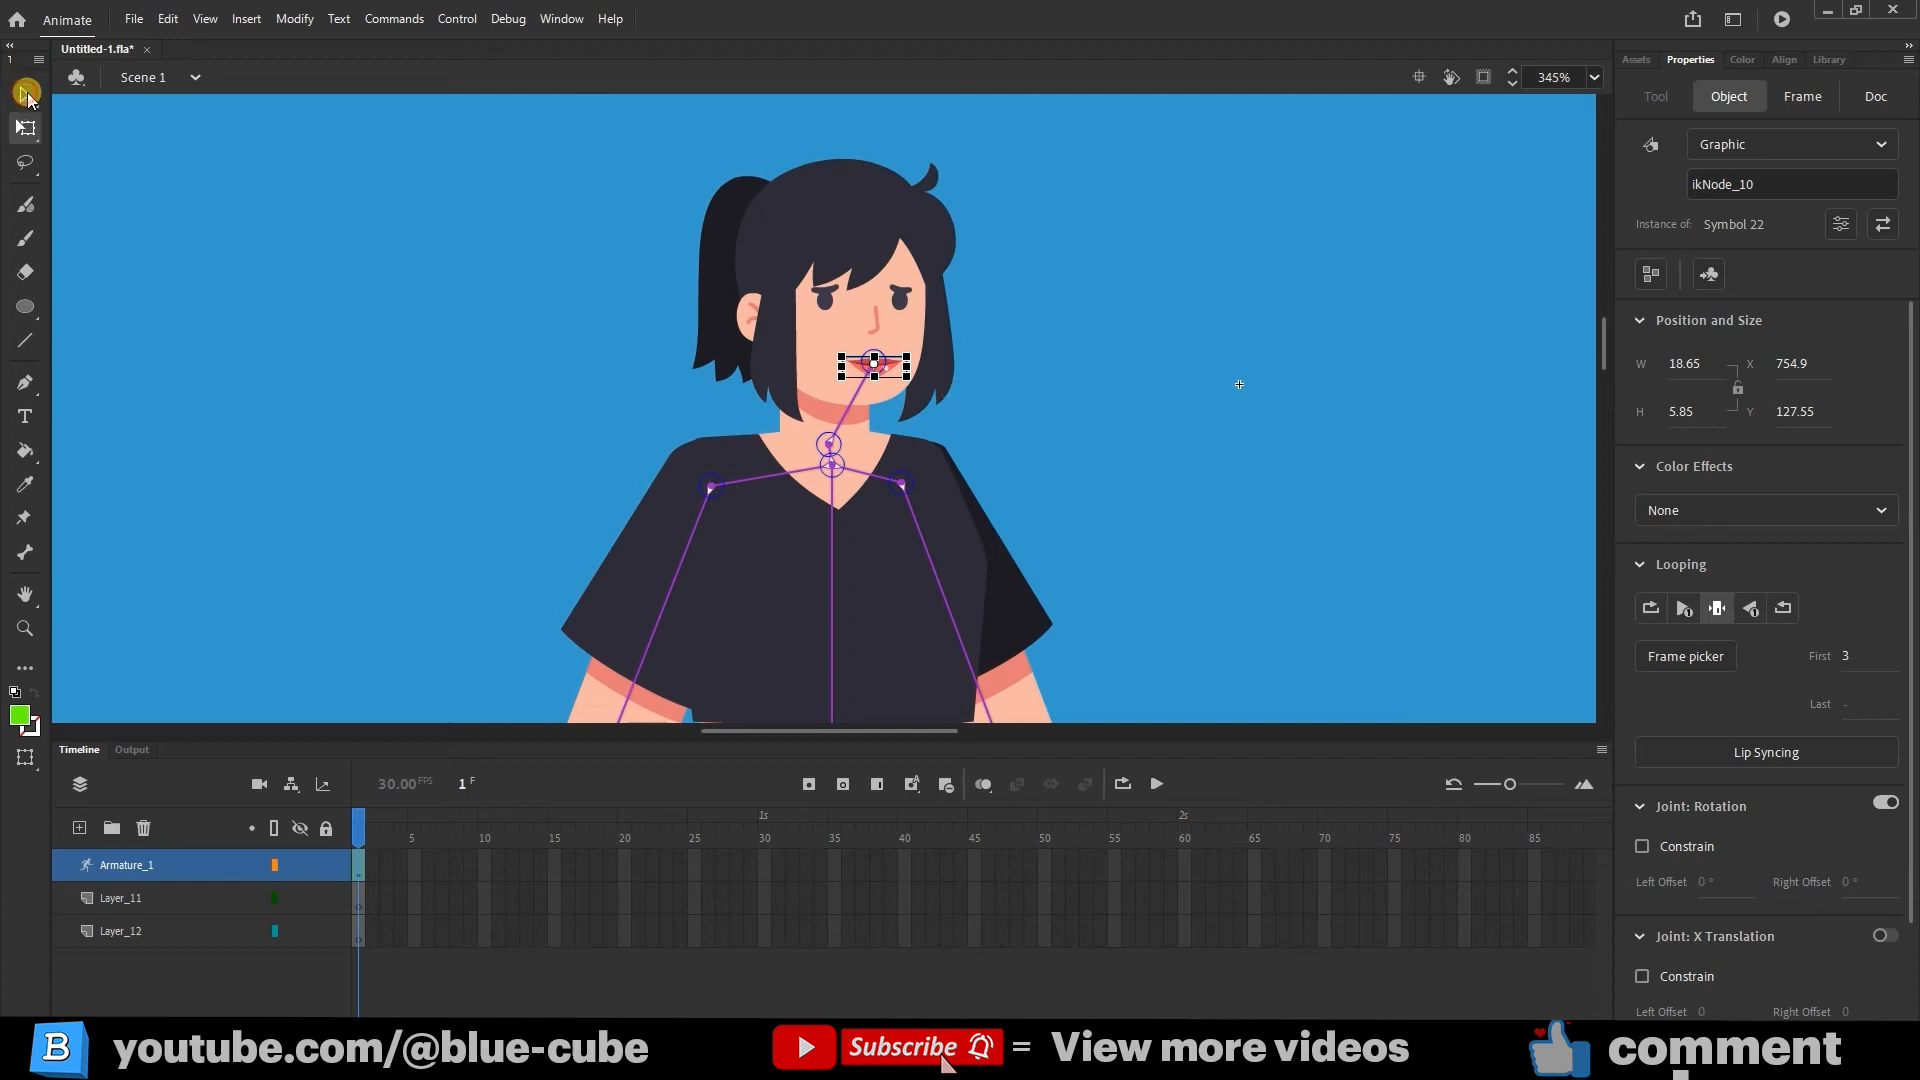 Animate
File
Edit
View
Insert
Modify
Text
Commands
Control
Debug
Window
Help
Untitled-1.fla*
Assets
Properties
Color
Align
Library
1
Scene 1
345%
Tool
Object
Frame
Doc
Graphic
ikNode_10
Instance of:
Symbol 22
Position and Size
W
18.65
X
754.9
H
5.85
Y
127.55
Color Effects
None
Looping
Frame picker
First
3
Last
-
Lip Syncing
Joint: Rotation
Constrain
Left Offset
0 °
Right Offset
0 °
Joint: X Translation
Constrain
Left Offset
0
Right Offset
0
Timeline
Output
30.00 FPS
1 F
1s
2s
5
10
15
20
25
30
35
40
45
50
55
60
65
70
75
80
85
Armature_1
Layer_11
Layer_12
B
youtube.com/@blue-cube
Subscribe
=
View more videos
comment